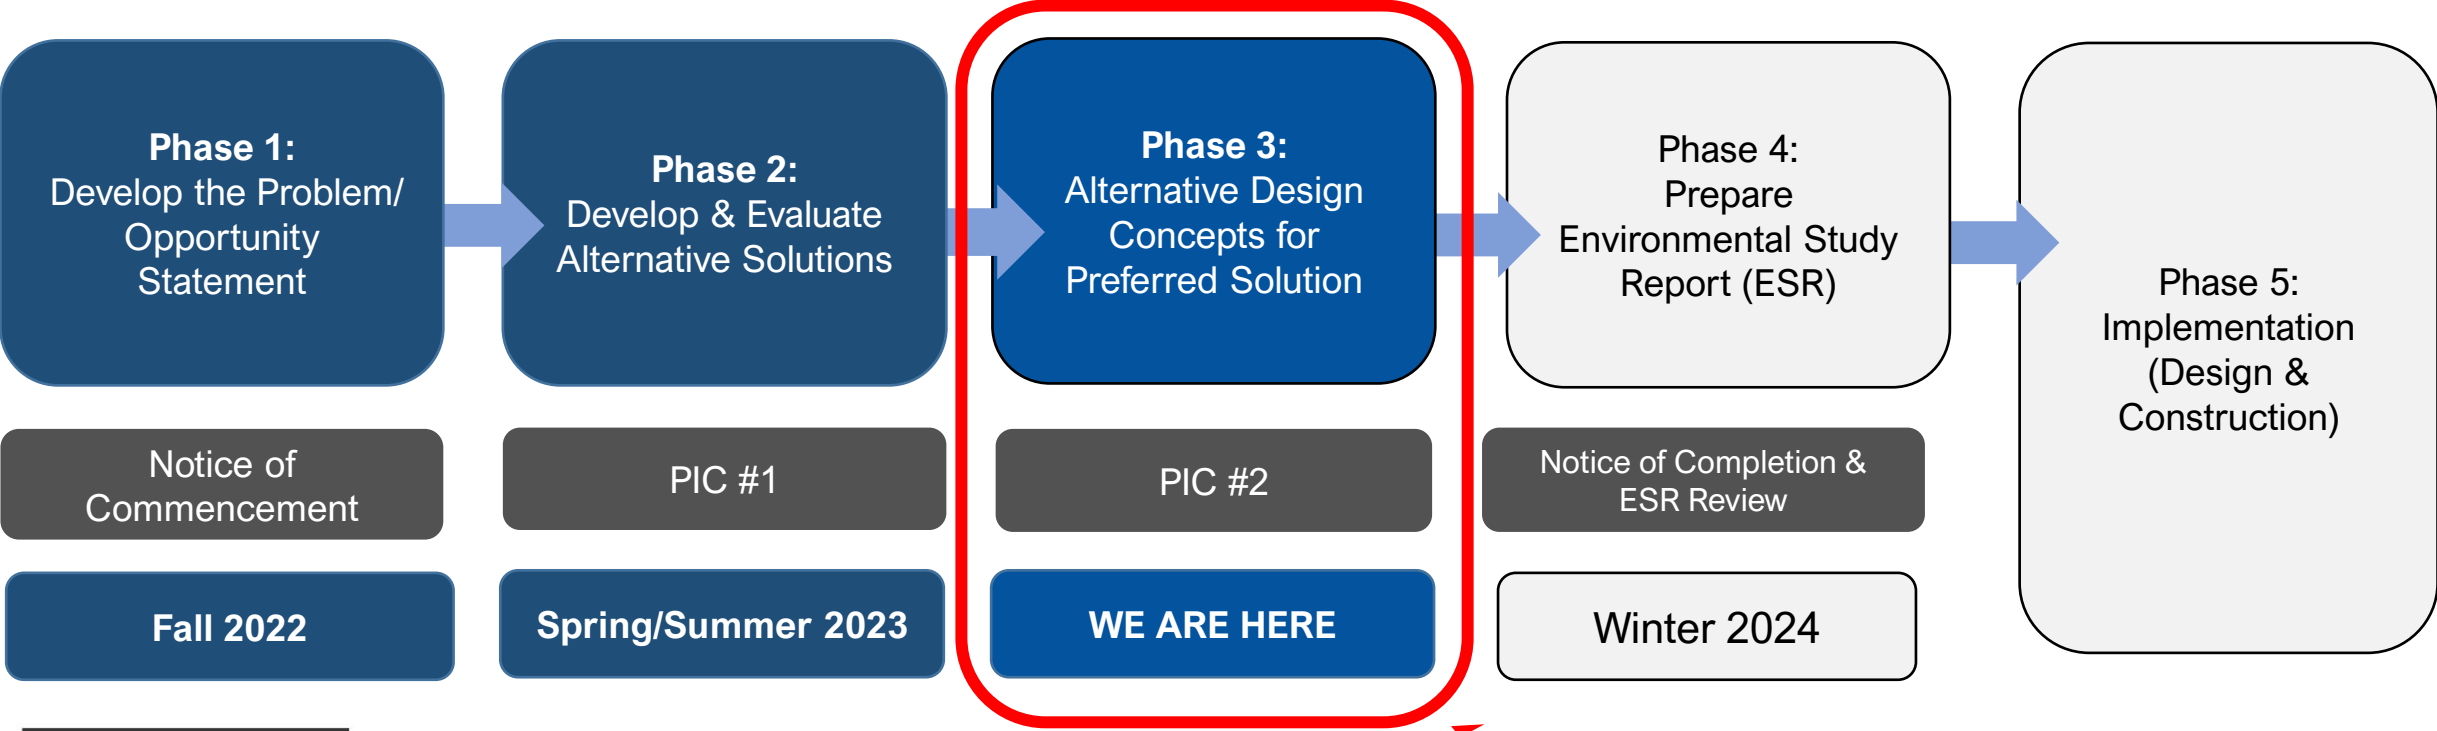 Phase 1:
Develop the Problem/
Opportunity
Statement
Phase 2:
Develop & Evaluate
Alternative Solutions
Phase 3:
Alternative Design
Concepts for
Preferred Solution
Phase 4:
Prepare
Environmental Study
Report (ESR)
Phase 5:
Implementation
(Design &
Construction)
Notice of
Commencement
PIC #1
PIC #2
Notice of Completion &
ESR Review
Fall 2022
Spring/Summer 2023
WE ARE HERE
Winter 2024